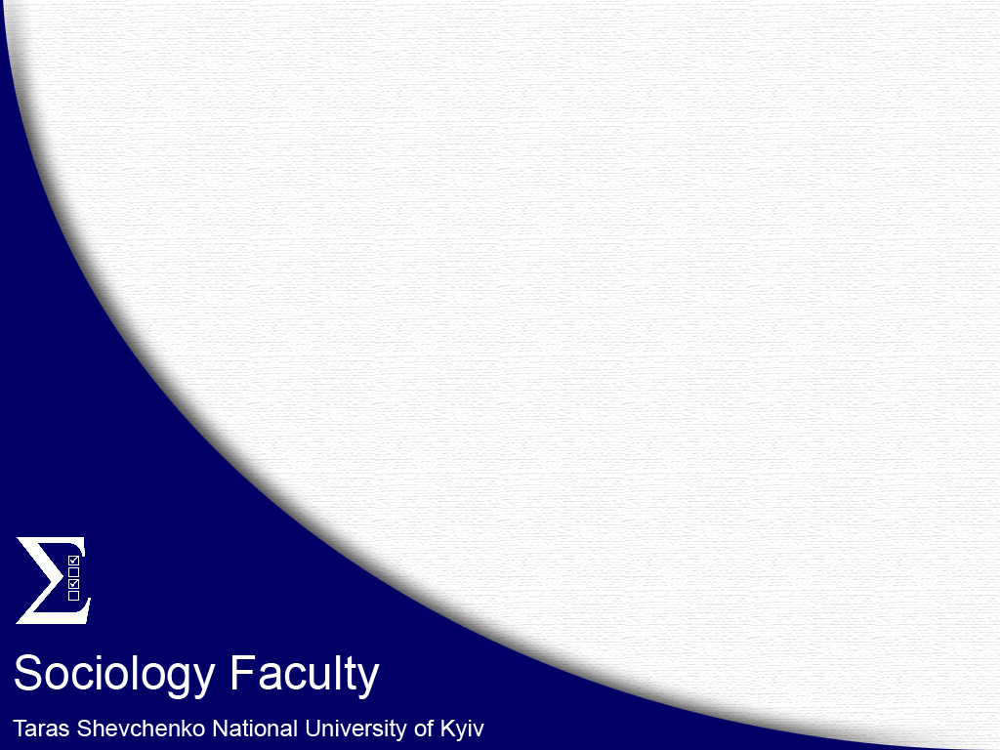 Σ
Sociology Faculty
Taras Shevchenko National University of Kyiv